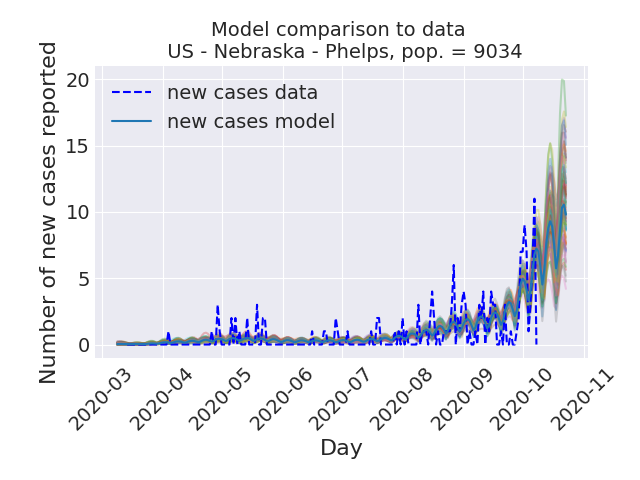 Model comparison to data
US - Nebraska - Phelps, pop. = 9034
Number of new cases reported
20
15
10
5
0
new cases data
new cases model
2020-03
2020-04
2020-05
2020-06
2020-07
2020-08
2020-09
2020-10
2020-11
Day